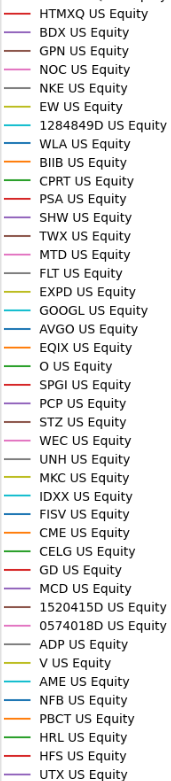 HTMXQ US Equity
BDX US Equity
GPN US Equity
NOC US Equity
NKE US Equity
EW US Equity
1284849D US Equity
WLA US Equity
BIIB US Equity
CPRT US Equity
PSA US Equity
SHW US Equity
TWX US Equity
MTD US Equity
FLT US Equity
EXPD US Equity
GOOGL US Equity
AVGO US Equity
EQIX US Equity
O US Equity
SPGI US Equity
PCP US Equity
STZ US Equity
WEC US Equity
UNH US Equity
MKC US Equity
IDXX US Equity
FISV US Equity
CME US Equity
CELG US Equity
GD US Equity
MCD US Equity
1520415D US Equity
0574018D US Equity
ADP US Equity
V US Equity
AME US Equity
NFB US Equity
PBCT US Equity
HRL US Equity
HFS US Equity
UTX US Equity